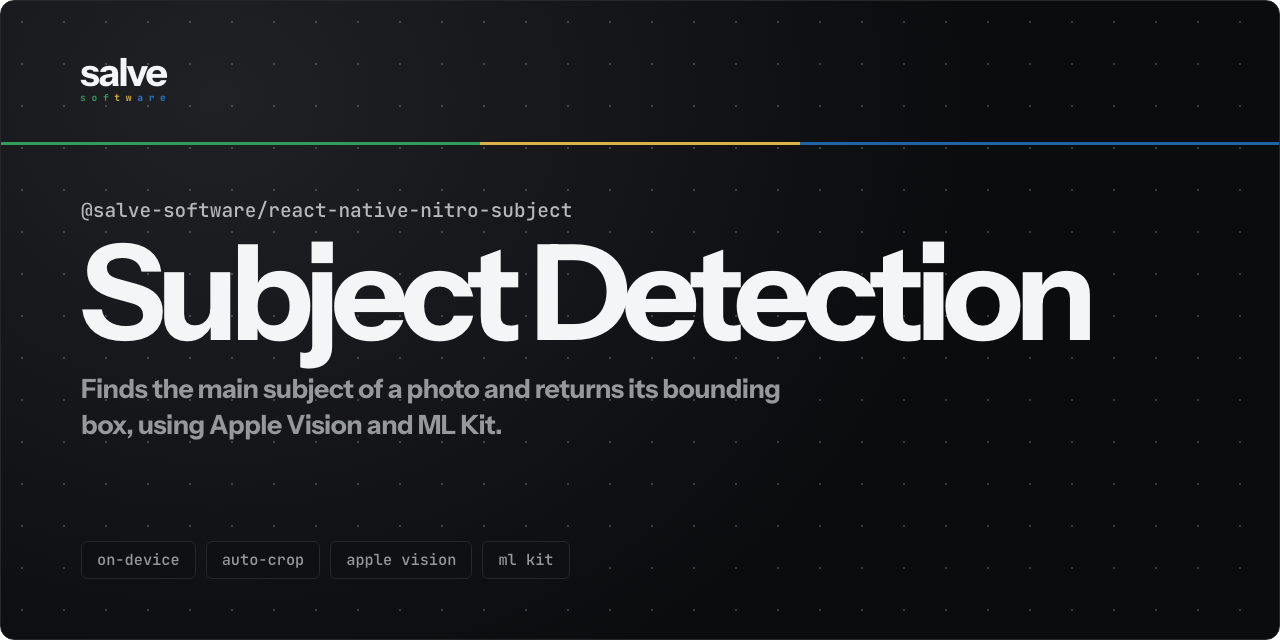 salve
software
@salve-software/react-native-nitro-subject
Subject Detection
Finds the main subject of a photo and returns its bounding
box, using Apple Vision and ML Kit.
on-device
auto-crop
apple vision
ml kit